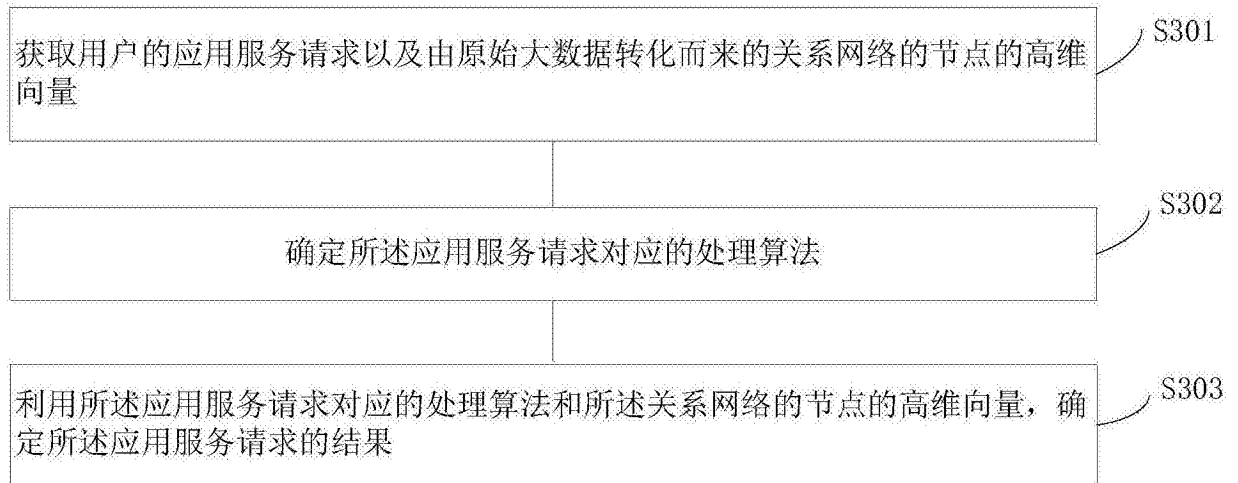 获取用户的应用服务请求以及由原始大数据转化而来的关系网络的节点的高维
向量
S301
确定所述应用服务请求对应的处理算法
S302
利用所述应用服务请求对应的处理算法和所述关系网络的节点的高维向量，确
定所述应用服务请求的结果
S303